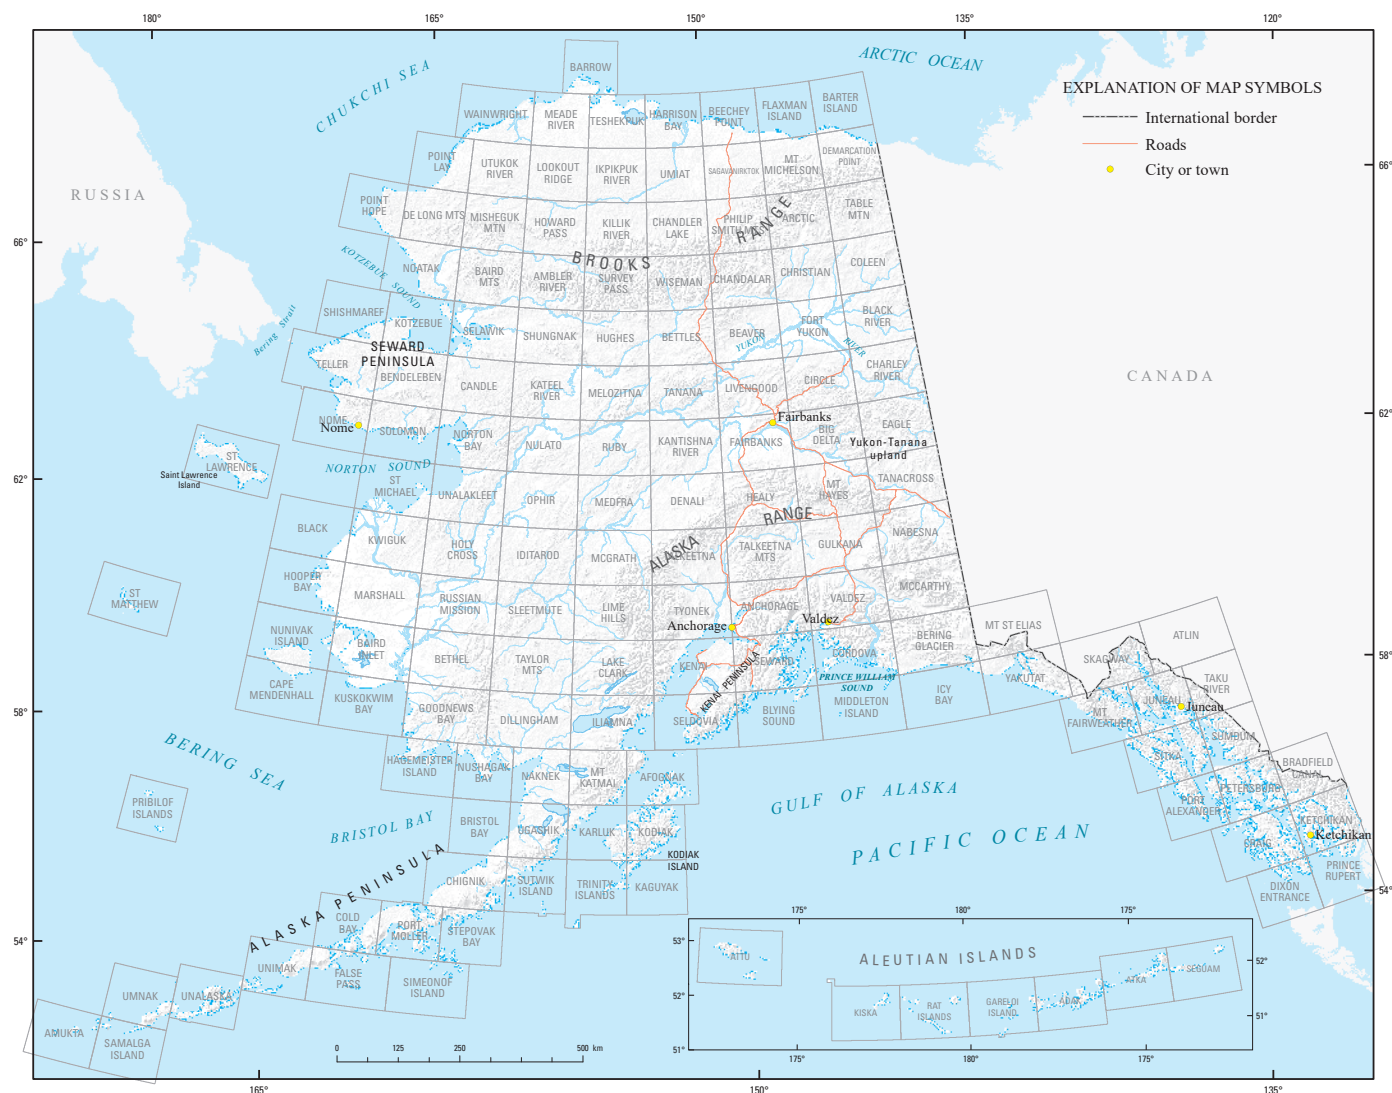 180°
165°
150°
135°
120°
CHUKCHI SEA
ARCTIC OCEAN
EXPLANATION OF MAP SYMBOLS
International border
Roads
City or town
RUSSIA
CANADA
66°
66°
62°
62°
58°
58°
54°
54°
BARROW
WAINWRIGHT
MEADE
RIVER
TESHEKPUK
HARRISON
BAY
BEECHEY
POINT
FLAXMAN
ISLAND
BARTER
ISLAND
POINT
LAY
UTUKOK
RIVER
LOOKOUT
RIDGE
IKPIKPUK
RIVER
UMIAT
SAGAVANIRKTOK
MT
MICHELSON
DEMARCATION
POINT
POINT
HOPE
DE LONG MTS
MISHEGUK
MTN
HOWARD
PASS
KILLIK
RIVER
CHANDLER
LAKE
PHILIP
SMITH MTS
ARCTIC
TABLE
MTN
BROOKS
RANGE
KOTZEBUE SOUND
NOATAK
BAIRD
MTS
AMBLER
RIVER
SURVEY
PASS
WISEMAN
CHANDALAR
CHRISTIAN
COLEEN
Bering Strait
SHISHMAREF
KOTZEBUE
SELAWIK
SHUNGNAK
HUGHES
BETTLES
BEAVER
FORT
YUKON
BLACK
RIVER
YUKON
RIVER
SEWARD
PENINSULA
TELLER
BENDELEBEN
CANDLE
KATEEL
RIVER
MELOZITNA
TANANA
LIVENGOOD
CIRCLE
CHARLEY
RIVER
NOME
Nome
SOLOMON
NORTON
BAY
NULATO
RUBY
KANTISHNA
RIVER
FAIRBANKS
Fairbanks
BIG
DELTA
EAGLE
Yukon-Tanana
upland
ST
LAWRENCE
Saint Lawrence
Island
NORTON SOUND
ST
MICHAEL
UNALAKLEET
OPHIR
MEDFRA
DENALI
HEALY
MT
HAYES
TANACROSS
BLACK
KWIGUK
HOLY
CROSS
IDITAROD
MCGRATH
TALKEETNA
TALKEETNA
MTS
GULKANA
NABESNA
ALASKA
RANGE
ST
MATTHEW
HOOPER
BAY
MARSHALL
RUSSIAN
MISSION
SLEETMUTE
LIME
HILLS
TYONEK
Anchorage
ANCHORAGE
VALDEZ
Valdez
MCCARTHY
NUNIVAK
ISLAND
BAIRD
INLET
BETHEL
TAYLOR
MTS
LAKE
CLARK
KENAI
KENAI PENINSULA
SEWARD
CORDOVA
PRINCE WILLIAM
SOUND
BERING
GLACIER
MT ST ELIAS
YAKUTAT
SKAGWAY
ATLIN
CAPE
MENDENHALL
KUSKOKWIM
BAY
GOODNEWS
BAY
DILLINGHAM
ILIAMNA
SELDOVIA
BLYING
SOUND
MIDDLETON
ISLAND
ICY
BAY
MT
FAIRWEATHER
JUNEAU
Juneau
TAKU
RIVER
BERING SEA
HAGEMEISTER
ISLAND
NUSHAGAK
BAY
NAKNEK
MT
KATMAI
AFOGNAK
SITKA
SUMDUM
BRADFIELD
CANAL
PRIBILOF
ISLANDS
BRISTOL BAY
BRISTOL
BAY
UGASHIK
KARLUK
KODIAK
KODIAK
ISLAND
GULF OF ALASKA
PACIFIC OCEAN
PORT
ALEXANDER
PETERSBURG
KETCHIKAN
Ketchikan
CRAIG
PRINCE
RUPERT
DIXON
ENTRANCE
ALASKA PENINSULA
CHIGNIK
SUTWIK
ISLAND
TRINITY
ISLANDS
KAGUYAK
COLD
BAY
PORT
MOLLER
STEPOVAK
BAY
UNIMAK
FALSE
PASS
SIMEONOF
ISLAND
UMNAK
UNALASKA
AMUKTA
SAMALGA
ISLAND
0
125
250
500 km
175°
180°
175°
53°
52°
51°
52°
51°
ALEUTIAN ISLANDS
ATTU
KISKA
RAT
ISLANDS
GARELOI
ISLAND
ADAK
ATKA
SEGUAM
175°
180°
175°
165°
150°
135°